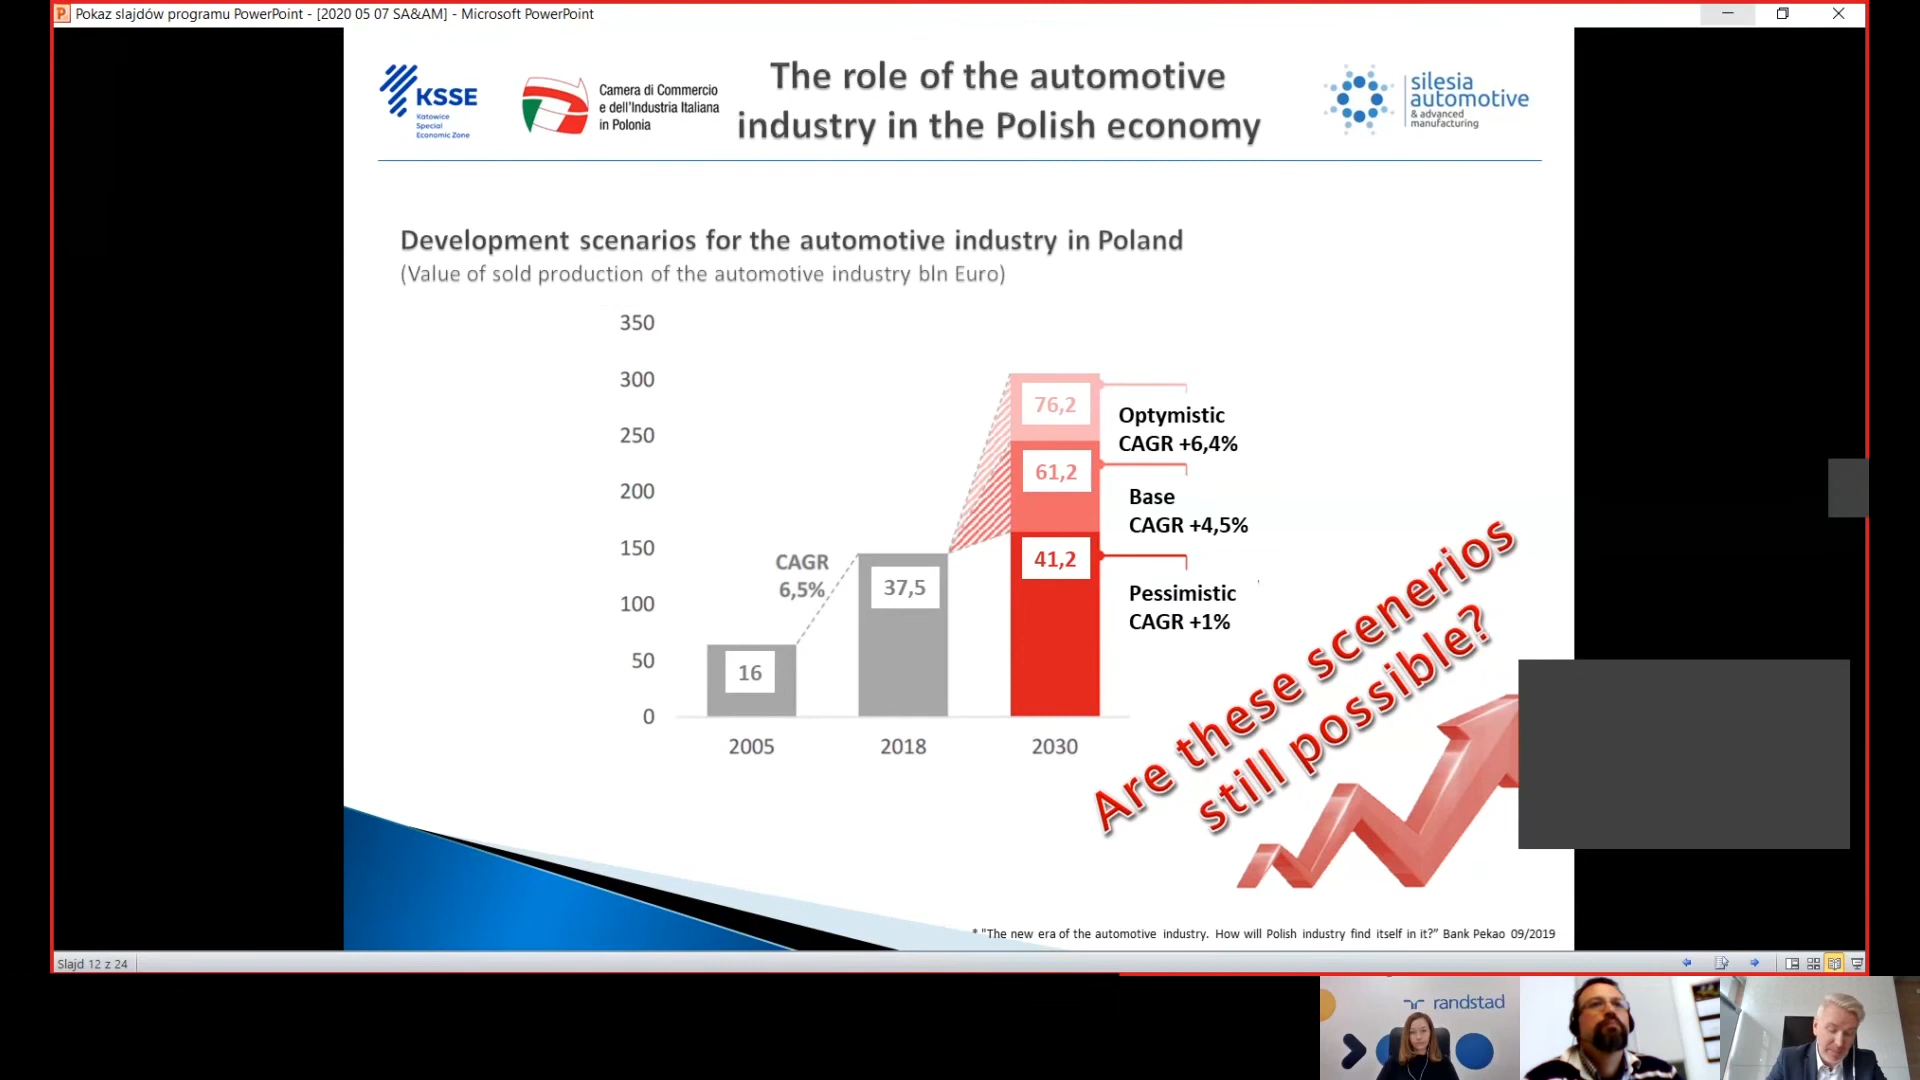 Pokaz slajdów programu PowerPoint - [2020 05 07 SA&AM] - Microsoft PowerPoint
KSSE
Katowice
Special
Economic Zone
Camera di Commercio
e dell'Industria Italiana
in Polonia
The role of the automotive
industry in the Polish economy
silesia
automotive
& advanced
manufacturing
Development scenarios for the automotive industry in Poland
(Value of sold production of the automotive industry bln Euro)
350
300
250
200
150
100
50
0
CAGR
6,5%
16
37,5
76,2
61,2
41,2
2005
2018
2030
Optymistic
CAGR +6,4%
Base
CAGR +4,5%
Pessimistic
CAGR +1%
Are these scenerios
still possible?
* "The new era of the automotive industry. How will Polish industry find itself in it?" Bank Pekao 09/2019
Slajd 12 z 24
randstad